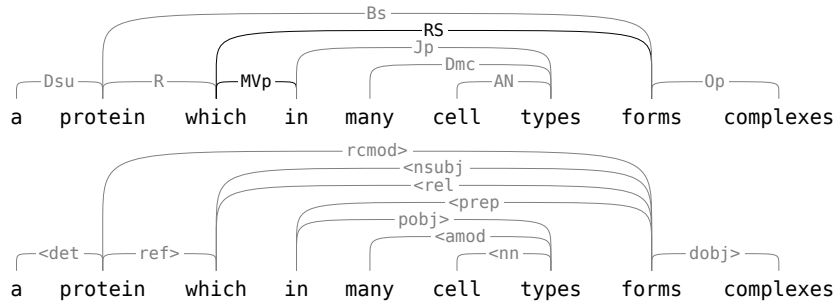 Bs
RS
Jp
Dmc
Dsu R MVp AN Op
a protein which in many cell types forms complexes
rcmod>
<nsubj
<rel
<prep
pobj>
<amod
<det ref> <nn dobj>
a protein which in many cell types forms complexes